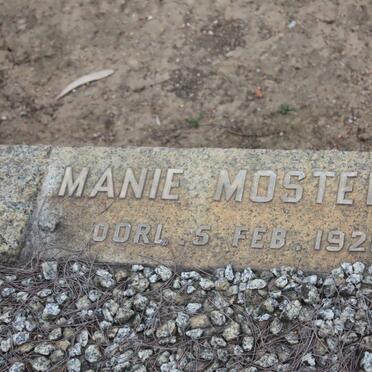 MANIE MOSTE
OORL. 5 FEB. 192